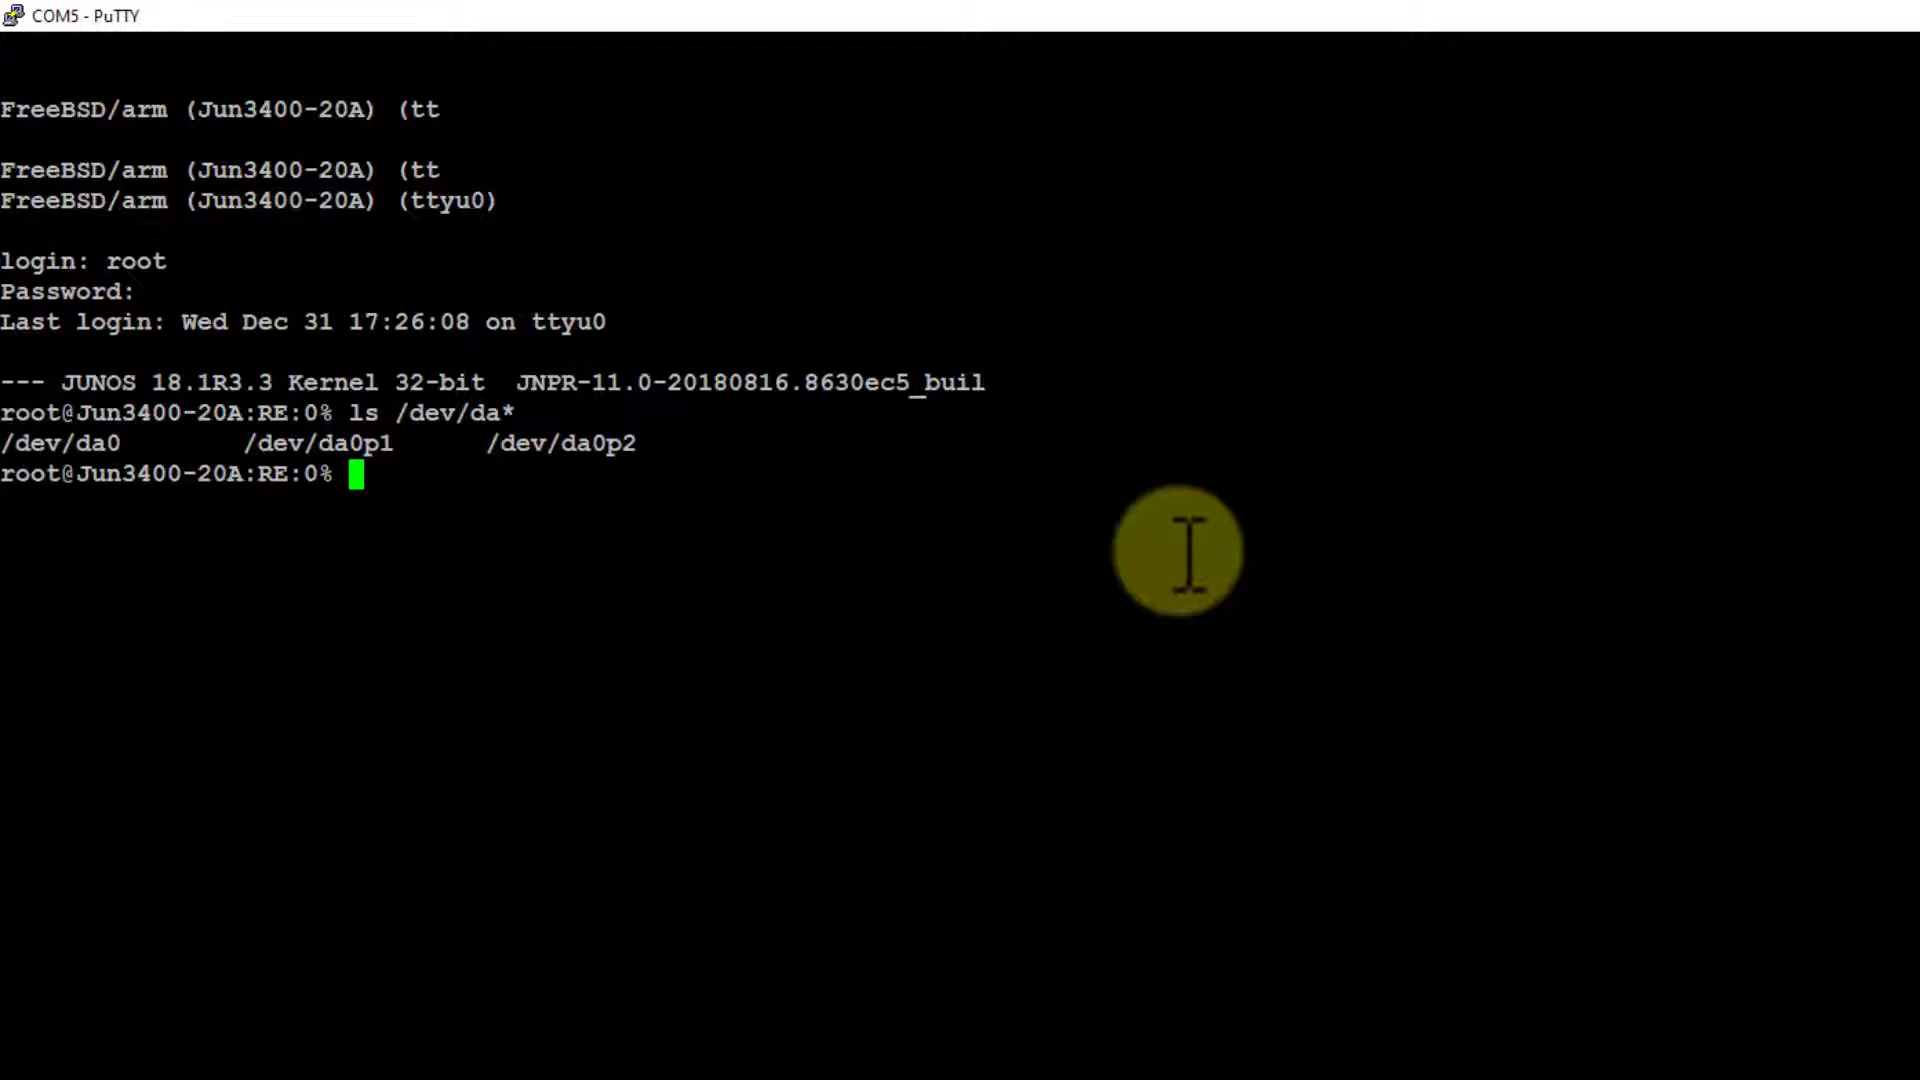 COM5 - PuTTY
FreeBSD/arm (Jun3400-20A) (tt
FreeBSD/arm (Jun3400-20A) (tt
FreeBSD/arm (Jun3400-20A) (ttyu0)
login: root
Password:
Last login: Wed Dec 31 17:26:08 on ttyu0
--- JUNOS 18.1R3.3 Kernel 32-bit  JNPR-11.0-20180816.8630ec5_buil
root@Jun3400-20A:RE:0% ls /dev/da*
/dev/da0        /dev/da0p1      /dev/da0p2
root@Jun3400-20A:RE:0%